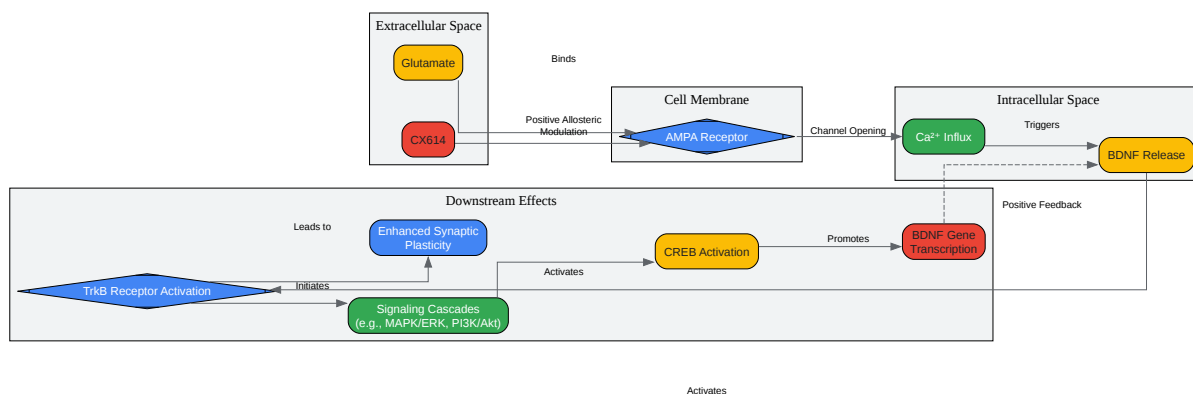 Extracellular Space
Glutamate
Binds
CX614
Positive Allosteric
Modulation
Cell Membrane
AMPA Receptor
Channel Opening
Intracellular Space
Ca²⁺ Influx
Triggers
BDNF Release
Positive Feedback
Downstream Effects
Leads to
Enhanced Synaptic
Plasticity
CREB Activation
Promotes
BDNF Gene
Transcription
TrkB Receptor Activation
Initiates
Activates
Signaling Cascades
(e.g., MAPK/ERK, PI3K/Akt)
Activates